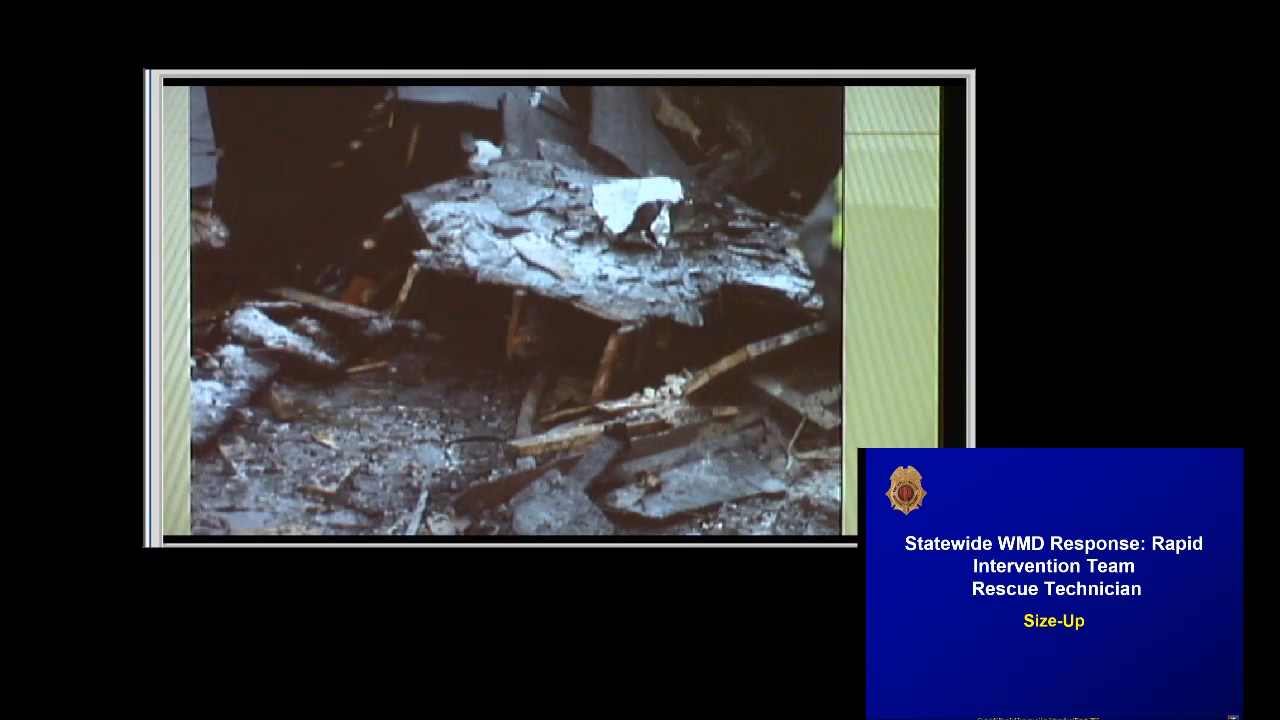 Statewide WMD Response: Rapid
Intervention Team
Rescue Technician
Size-Up